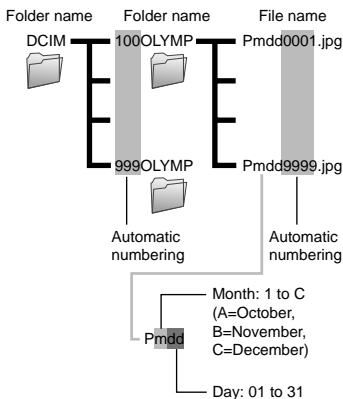 Folder name Folder name File name
DCIM 100OLYMP Pmdd0001.jpg
999OLYMP Pmdd9999.jpg
Automatic numbering Automatic numbering
Month: 1 to C
(A=October,
B=November,
C=December)
Pmdd
Day: 01 to 31